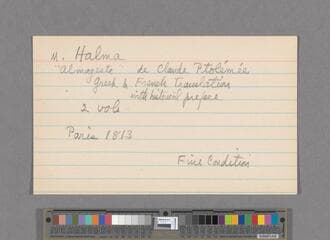 M. Halma
"Almageste" de Claude Ptolémée
Greek & French Translation
with historical preface
2 vols
Paris 1813
Fine Condition